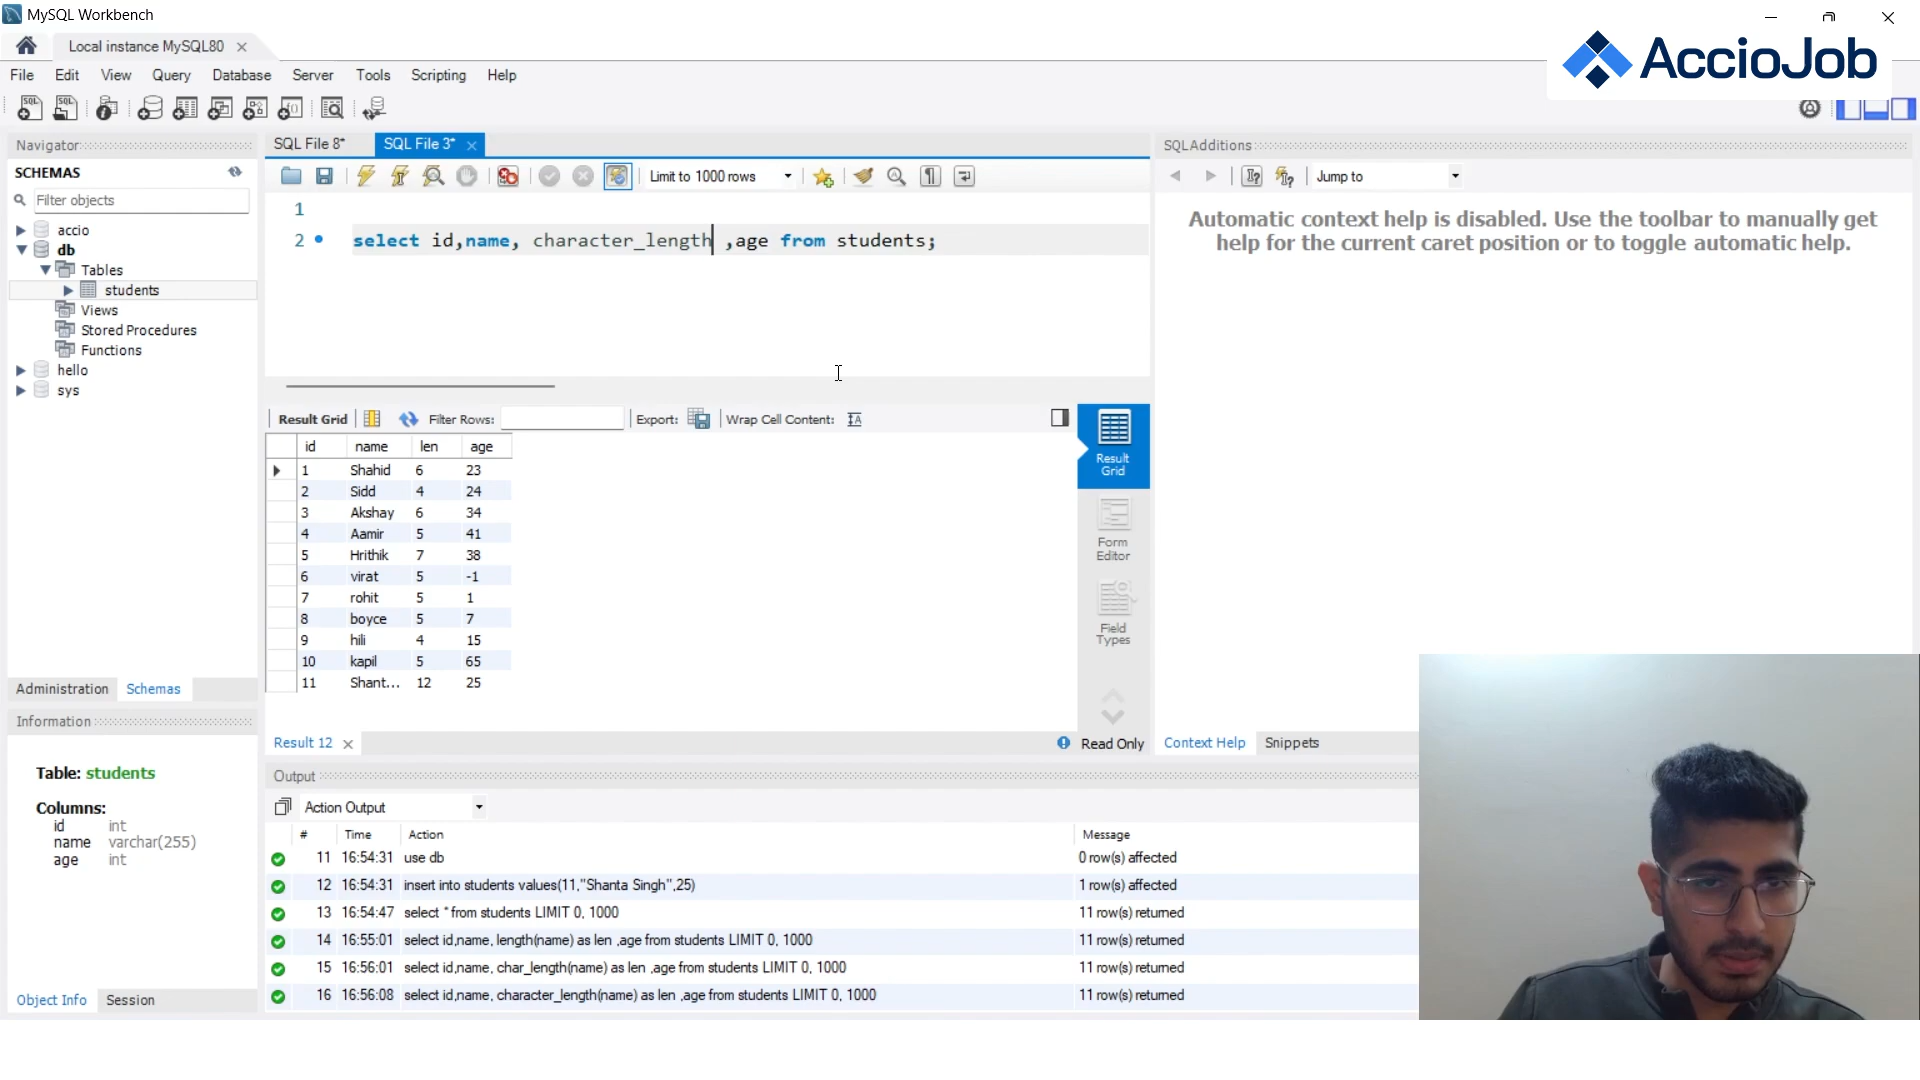 MySQL Workbench
Local instance MySQL80
AccioJob
File Edit View Query Database Server Tools Scripting Help
Navigator
SCHEMAS
Filter objects
accio
db
Tables
students
Views
Stored Procedures
Functions
hello
sys
Administration Schemas
Information
Table: students
Columns:
id int
name varchar(255)
age int
Object Info Session
SQL File 8* SQL File 3*
Limit to 1000 rows
1
2 select id,name, character_length ,age from students;
Result Grid Filter Rows: Export: Wrap Cell Content:
id name len age
1 Shahid 6 23
2 Sidd 4 24
3 Akshay 6 34
4 Aamir 5 41
5 Hrithik 7 38
6 virat 5 -1
7 rohit 5 1
8 boyce 5 7
9 hili 4 15
10 kapil 5 65
11 Shant... 12 25
Result Grid
Form Editor
Field Types
Result 12
Read Only
SQLAdditions
Jump to
Automatic context help is disabled. Use the toolbar to manually get
help for the current caret position or to toggle automatic help.
Context Help Snippets
Output
Action Output
# Time Action Message
11 16:54:31 use db 0 row(s) affected
12 16:54:31 insert into students values(11,"Shanta Singh",25) 1 row(s) affected
13 16:54:47 select * from students LIMIT 0, 1000 11 row(s) returned
14 16:55:01 select id,name, length(name) as len ,age from students LIMIT 0, 1000 11 row(s) returned
15 16:56:01 select id,name, char_length(name) as len ,age from students LIMIT 0, 1000 11 row(s) returned
16 16:56:08 select id,name, character_length(name) as len ,age from students LIMIT 0, 1000 11 row(s) returned